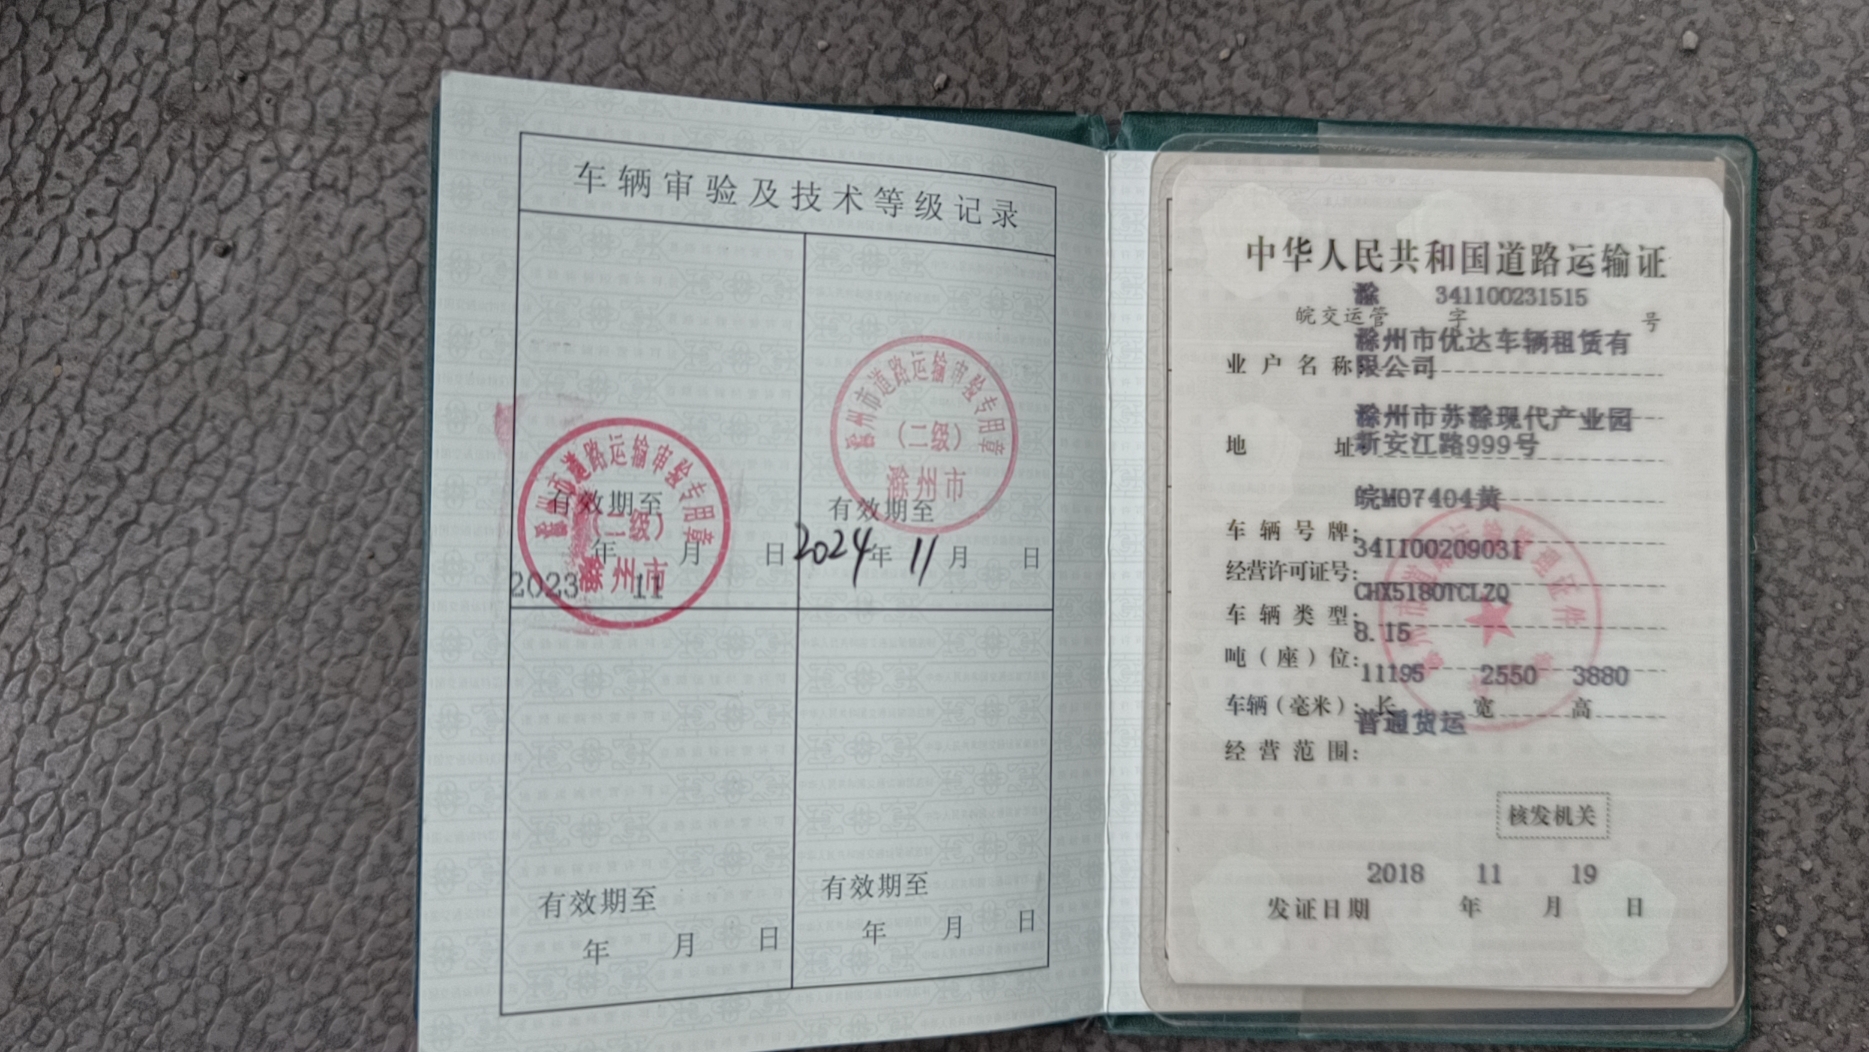 车辆审验及技术等级记录
滁州市道路运输审验专用章
（二级）
滁州市
有效期至
年 月 日
2023 11
滁州市道路运输审验专用章
（二级）
滁州市
有效期至
2024年 11月 日
有效期至
年 月 日
有效期至
年 月 日
中华人民共和国道路运输证
滁 341100231515
皖交运管 字 号
滁州市优达车辆租赁有
业户名称 限公司
滁州市苏滁现代产业园
地 址 新安江路999号
皖M07404黄
车辆号牌：
341100209031
经营许可证号：
CHX5180TCLZQ
车辆类型：
8.15
吨（座）位：
11195 2550 3880
车辆（毫米）：长 宽 高
普通货运
经营范围：
核发机关
2018 11 19
发证日期 年 月 日